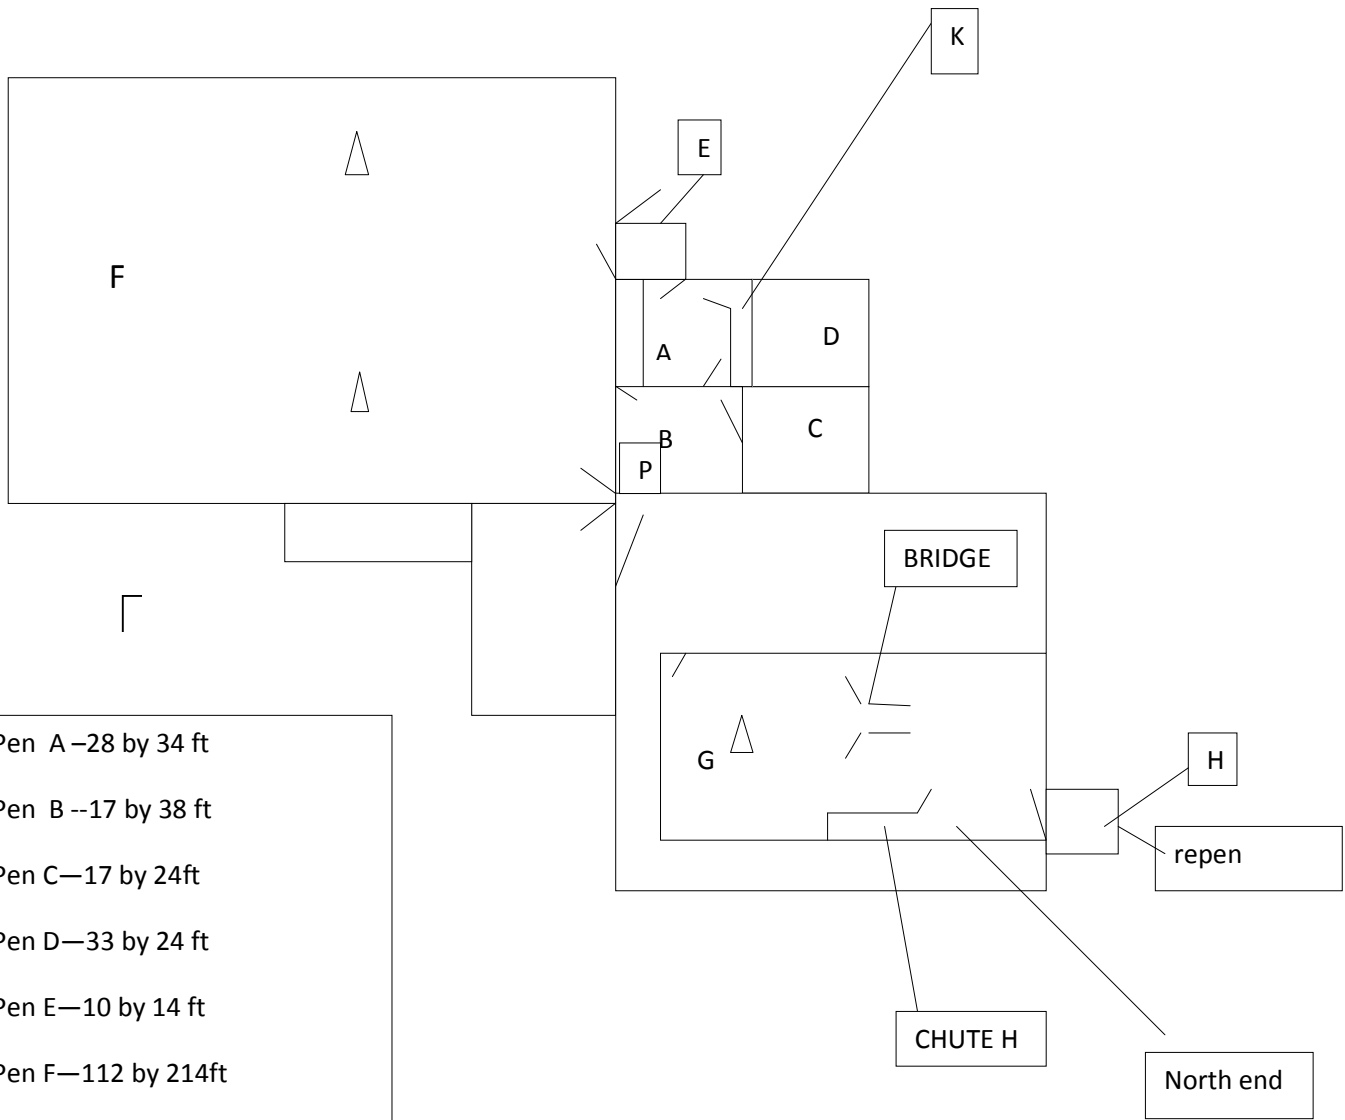 K
E
F
D
A
C
B
P
BRIDGE
G
H
repen
CHUTE H
North end
Pen A –28 by 34 ft
Pen B --17 by 38 ft
Pen C—17 by 24ft
Pen D—33 by 24 ft
Pen E—10 by 14 ft
Pen F—112 by 214ft